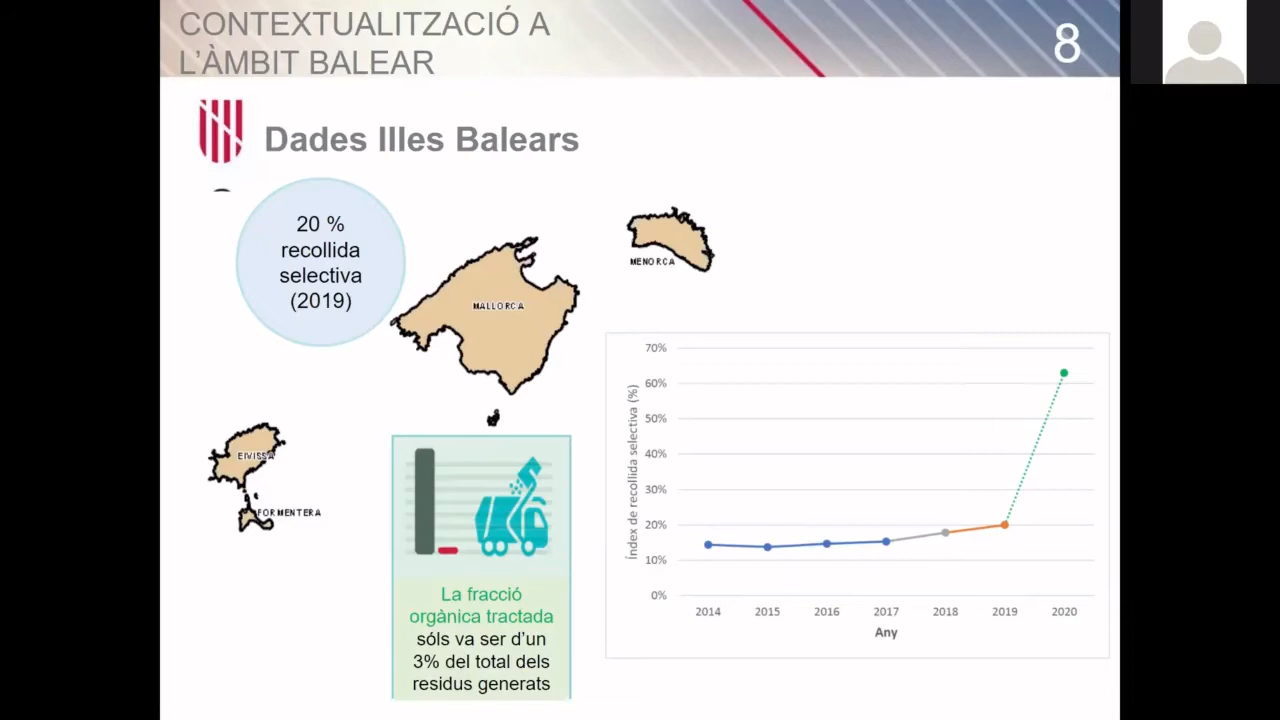 CONTEXTUALITZACIÓ A
L'ÀMBIT BALEAR
8
Dades Illes Balears
20 %
recollida
selectiva
(2019)
MENORCA
MALLORCA
EIVISSA
FORMENTERA
La fracció
orgànica tractada
sóls va ser d'un
3% del total dels
residus generats
Índex de recollida selectiva (%)
70%
60%
50%
40%
30%
20%
10%
0%
2014 2015 2016 2017 2018 2019 2020
Any